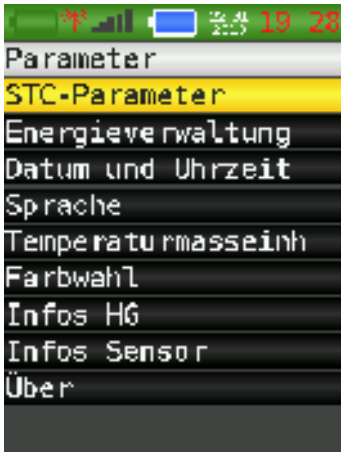 19 28
Parameter
STC-Parameter
Energieverwaltung
Datum und Uhrzeit
Sprache
Temperaturmasseinh
Farbwahl
Infos HG
Infos Sensor
Über